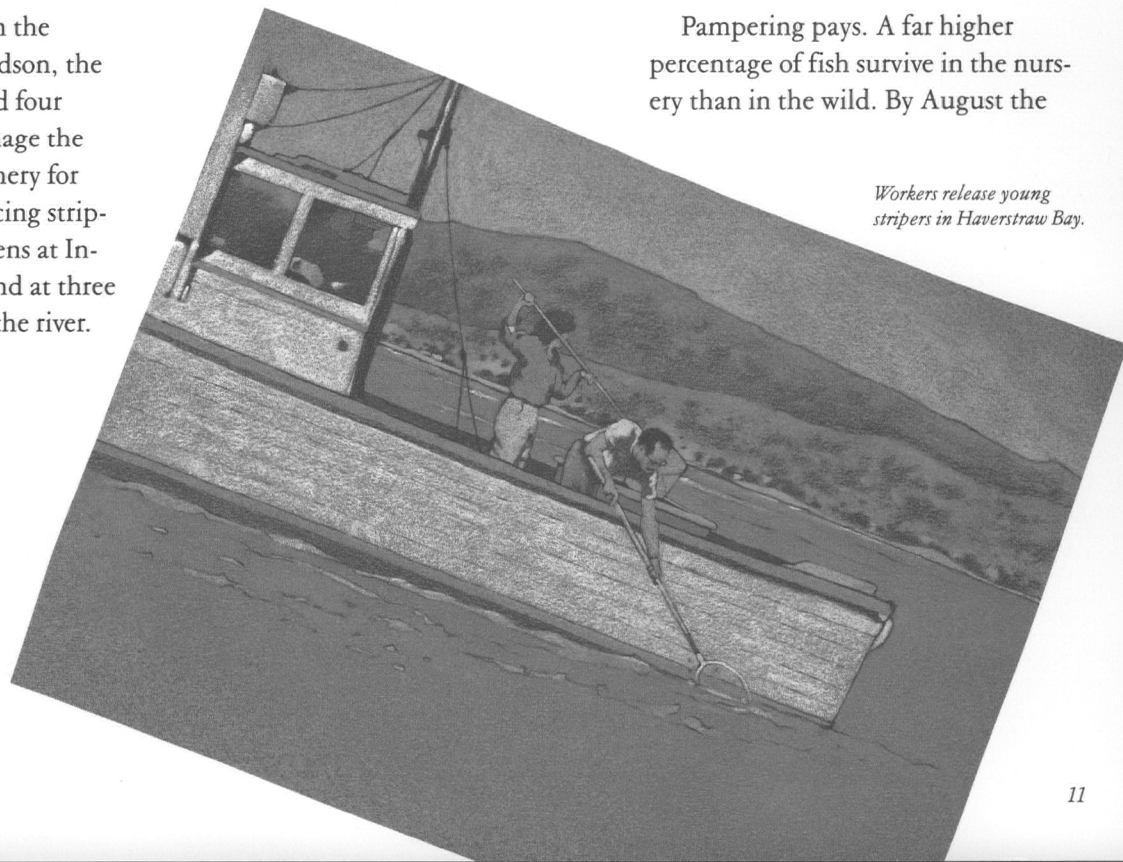 n the
dson, the
d four
nage the
nery for
cing strip-
ens at In-
nd at three
the river.
Pampering pays. A far higher
percentage of fish survive in the nurs-
ery than in the wild. By August the
Workers release young
stripers in Haverstraw Bay.
11